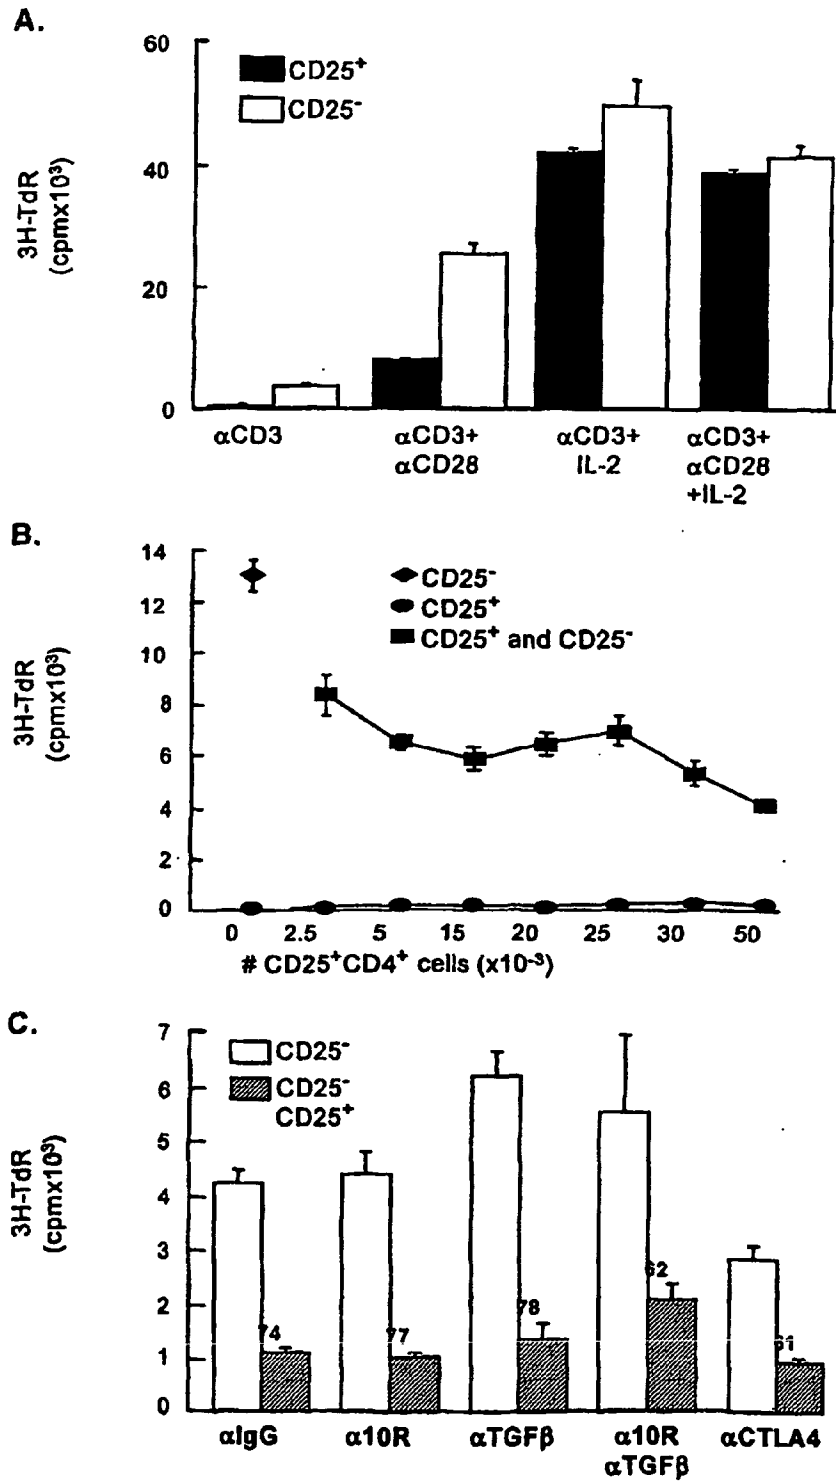 A.
60
40
20
0
3H-TdR
(cpmx10³)
CD25⁺
CD25⁻
αCD3
αCD3+
αCD28
αCD3+
IL-2
αCD3+
αCD28
+IL-2
B.
14
12
10
8
6
4
2
0
3H-TdR
(cpmx10³)
CD25⁻
CD25⁺
CD25⁺ and CD25⁻
0 2.5 5 15 20 25 30 50
# CD25⁺CD4⁺ cells (x10⁻³)
C.
7
6
5
4
3
2
1
0
3H-TdR
(cpmx10³)
CD25⁻
CD25⁻
CD25⁺
74
77
78
62
61
αIgG
α10R
αTGFβ
α10R
αTGFβ
αCTLA4